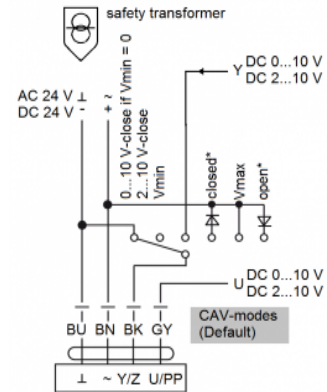 safety transformer
AC 24 V ⊥ ~
DC 24 V - +
0...10 V-close if Vmin = 0
2...10 V-close
Vmin
Y DC 0...10 V
DC 2...10 V
closed*
Vmax
open*
U DC 0...10 V
DC 2...10 V
CAV-modes
(Default)
BU BN BK GY
⊥ ~ Y/Z U/PP